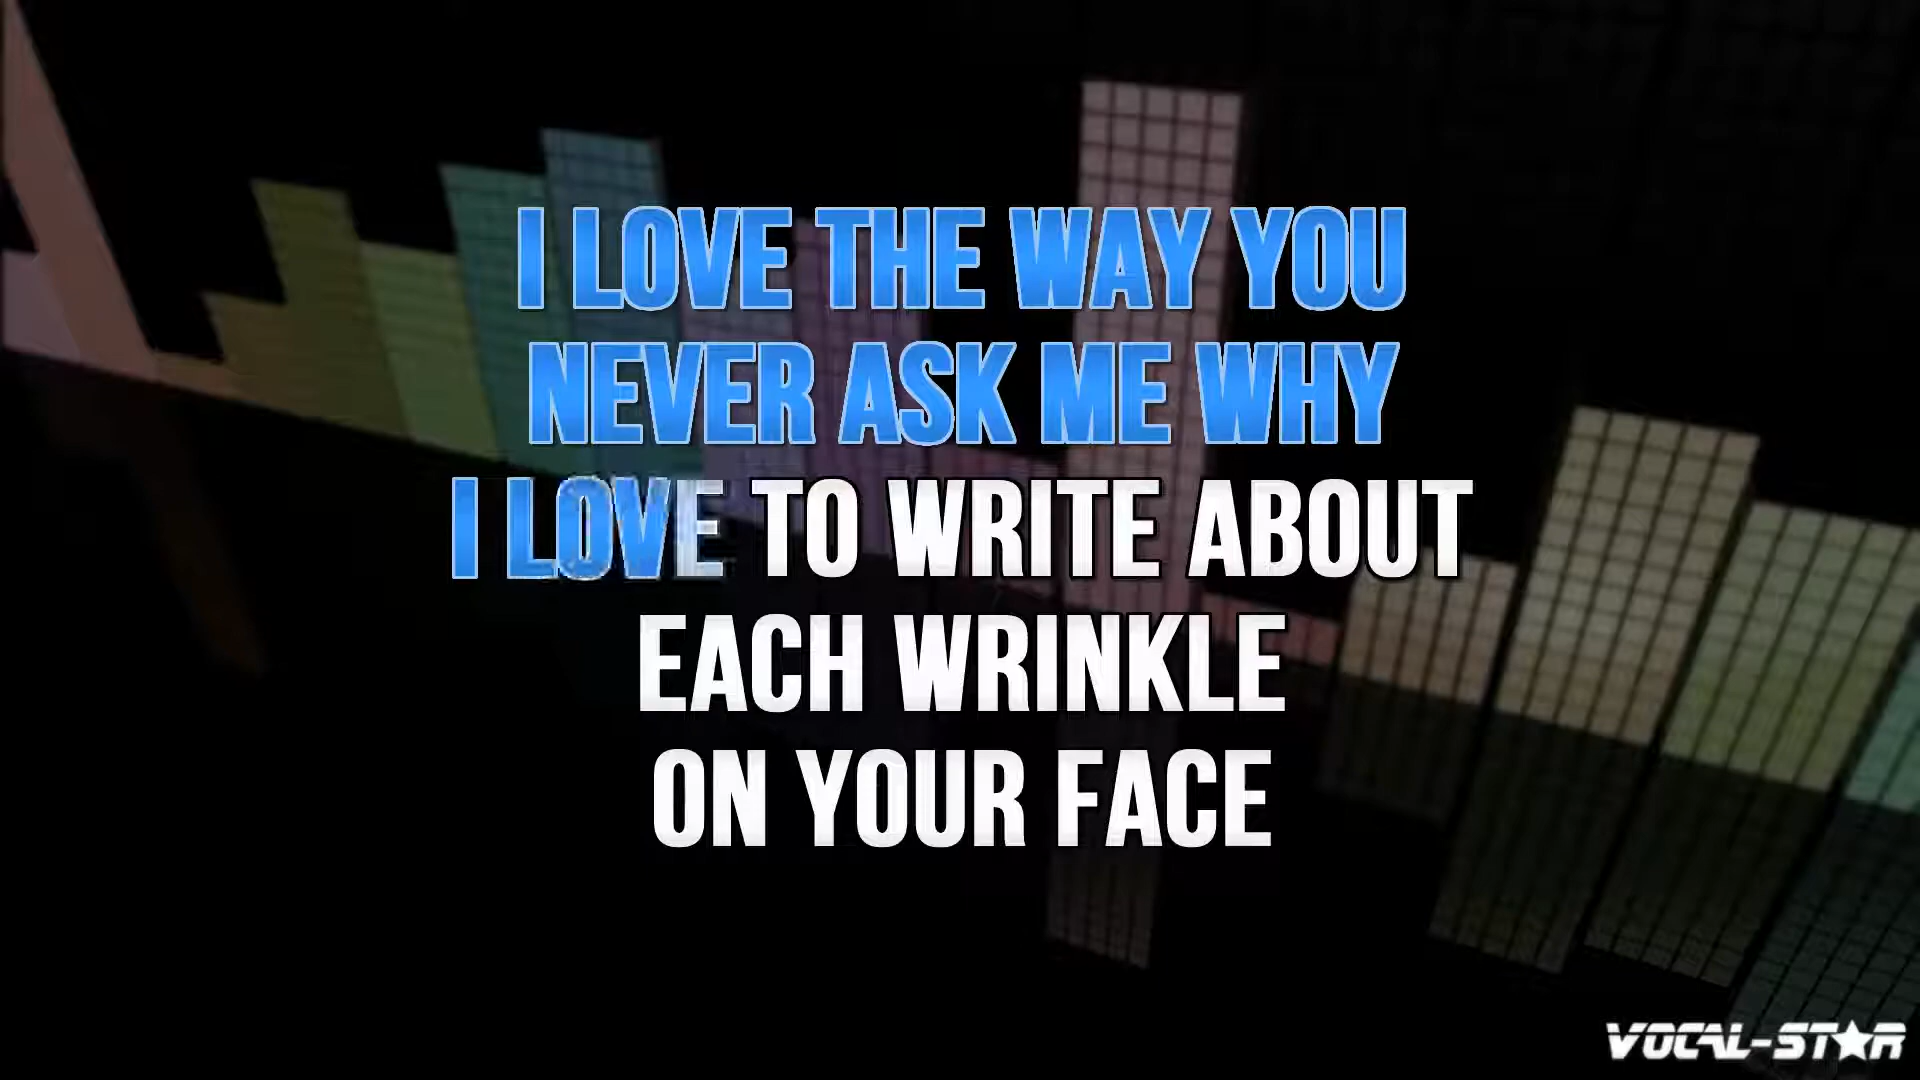 I LOVE THE WAY YOU
NEVER ASK ME WHY
I LOVE TO WRITE ABOUT
EACH WRINKLE
ON YOUR FACE
VOCAL-STAR